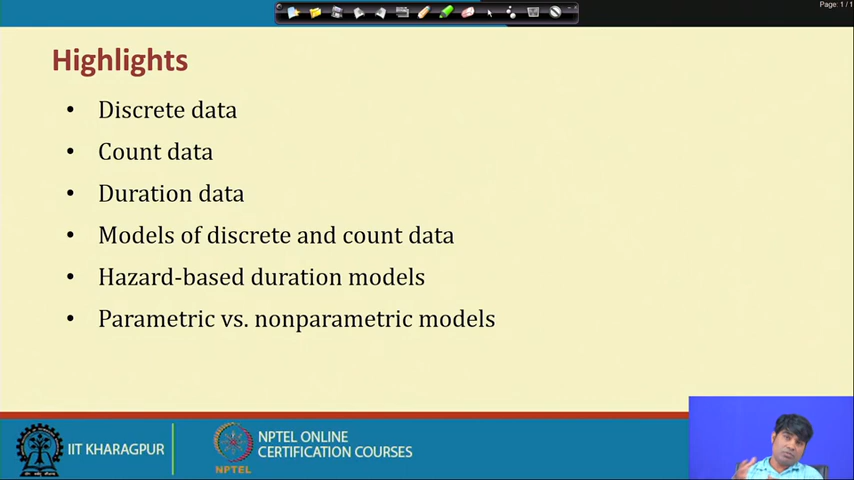 Page: 1 / 1
Highlights
• Discrete data
• Count data
• Duration data
• Models of discrete and count data
• Hazard-based duration models
• Parametric vs. nonparametric models
IIT KHARAGPUR
NPTEL
NPTEL ONLINE
CERTIFICATION COURSES